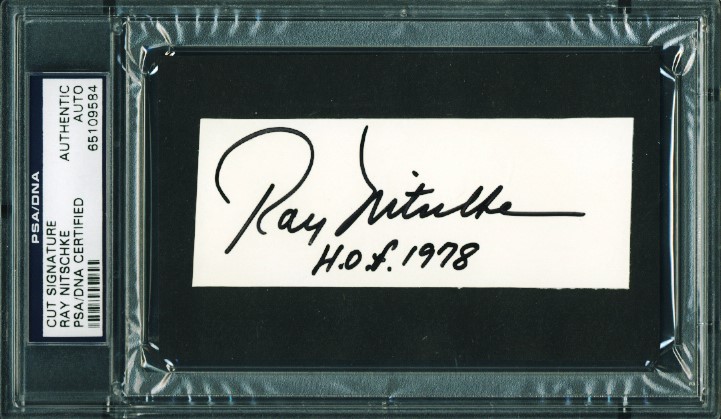 PSA/DNA
CUT SIGNATURE
RAY NITSCHKE
PSA/DNA CERTIFIED
AUTHENTIC
AUTO
65109584
Ray Nitschke
H.O.F. 1978